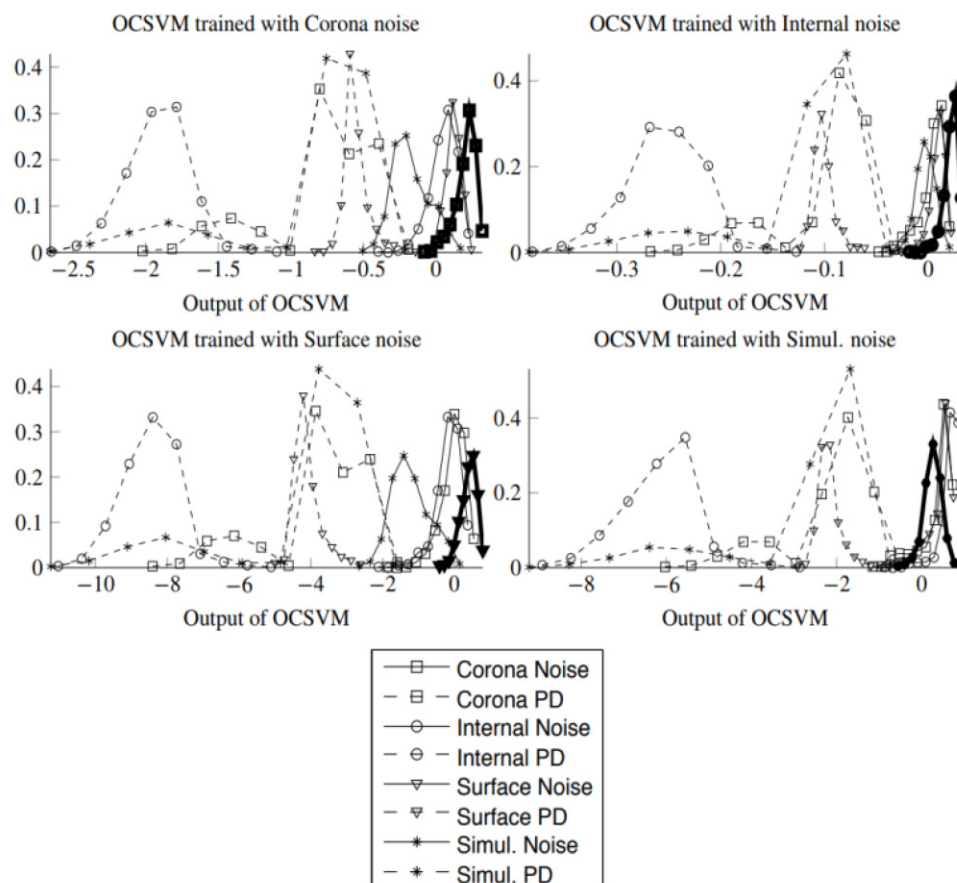 OCSVM trained with Corona noise
0.4
0.3
0.2
0.1
0
−2.5 −2 −1.5 −1 −0.5 0
Output of OCSVM
OCSVM trained with Internal noise
0.4
0.2
0
−0.3 −0.2 −0.1 0
Output of OCSVM
OCSVM trained with Surface noise
0.4
0.3
0.2
0.1
0
−10 −8 −6 −4 −2 0
Output of OCSVM
OCSVM trained with Simul. noise
0.4
0.2
0
−8 −6 −4 −2 0
Output of OCSVM
Corona Noise
Corona PD
Internal Noise
Internal PD
Surface Noise
Surface PD
Simul. Noise
Simul. PD